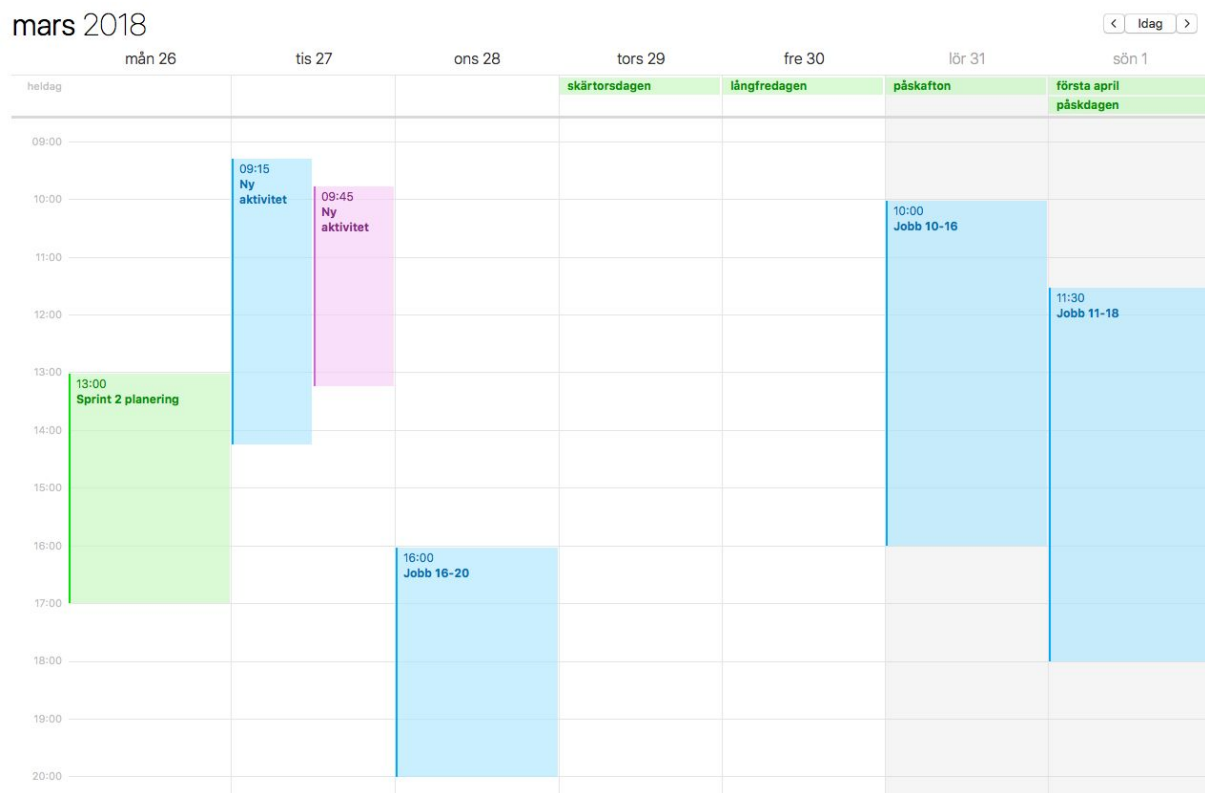 mars 2018
< Idag >
mån 26
tis 27
ons 28
tors 29
fre 30
lör 31
sön 1
heldag
skärtorsdagen
långfredagen
påskafton
första april
påskdagen
09:00
10:00
11:00
12:00
13:00
14:00
15:00
16:00
17:00
18:00
19:00
20:00
13:00
Sprint 2 planering
09:15
Ny
aktivitet
09:45
Ny
aktivitet
16:00
Jobb 16-20
10:00
Jobb 10-16
11:30
Jobb 11-18